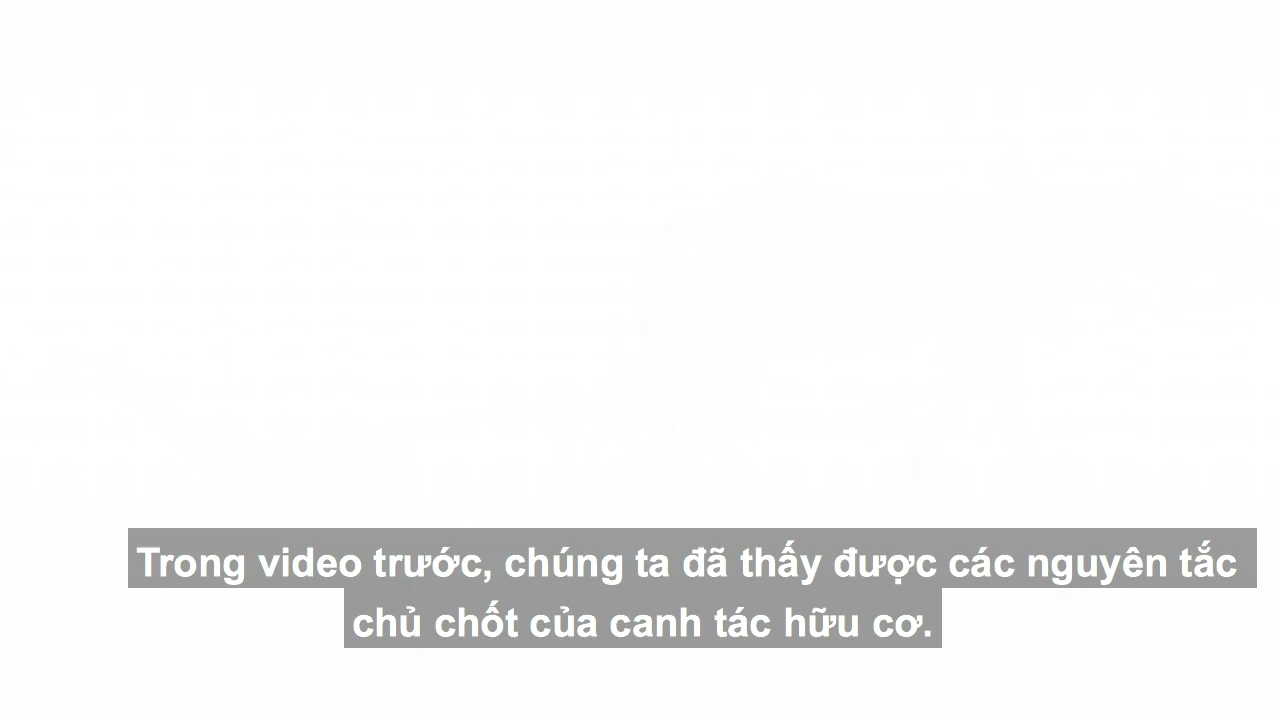 Trong video trước, chúng ta đã thấy được các nguyên tắc
chủ chốt của canh tác hữu cơ.